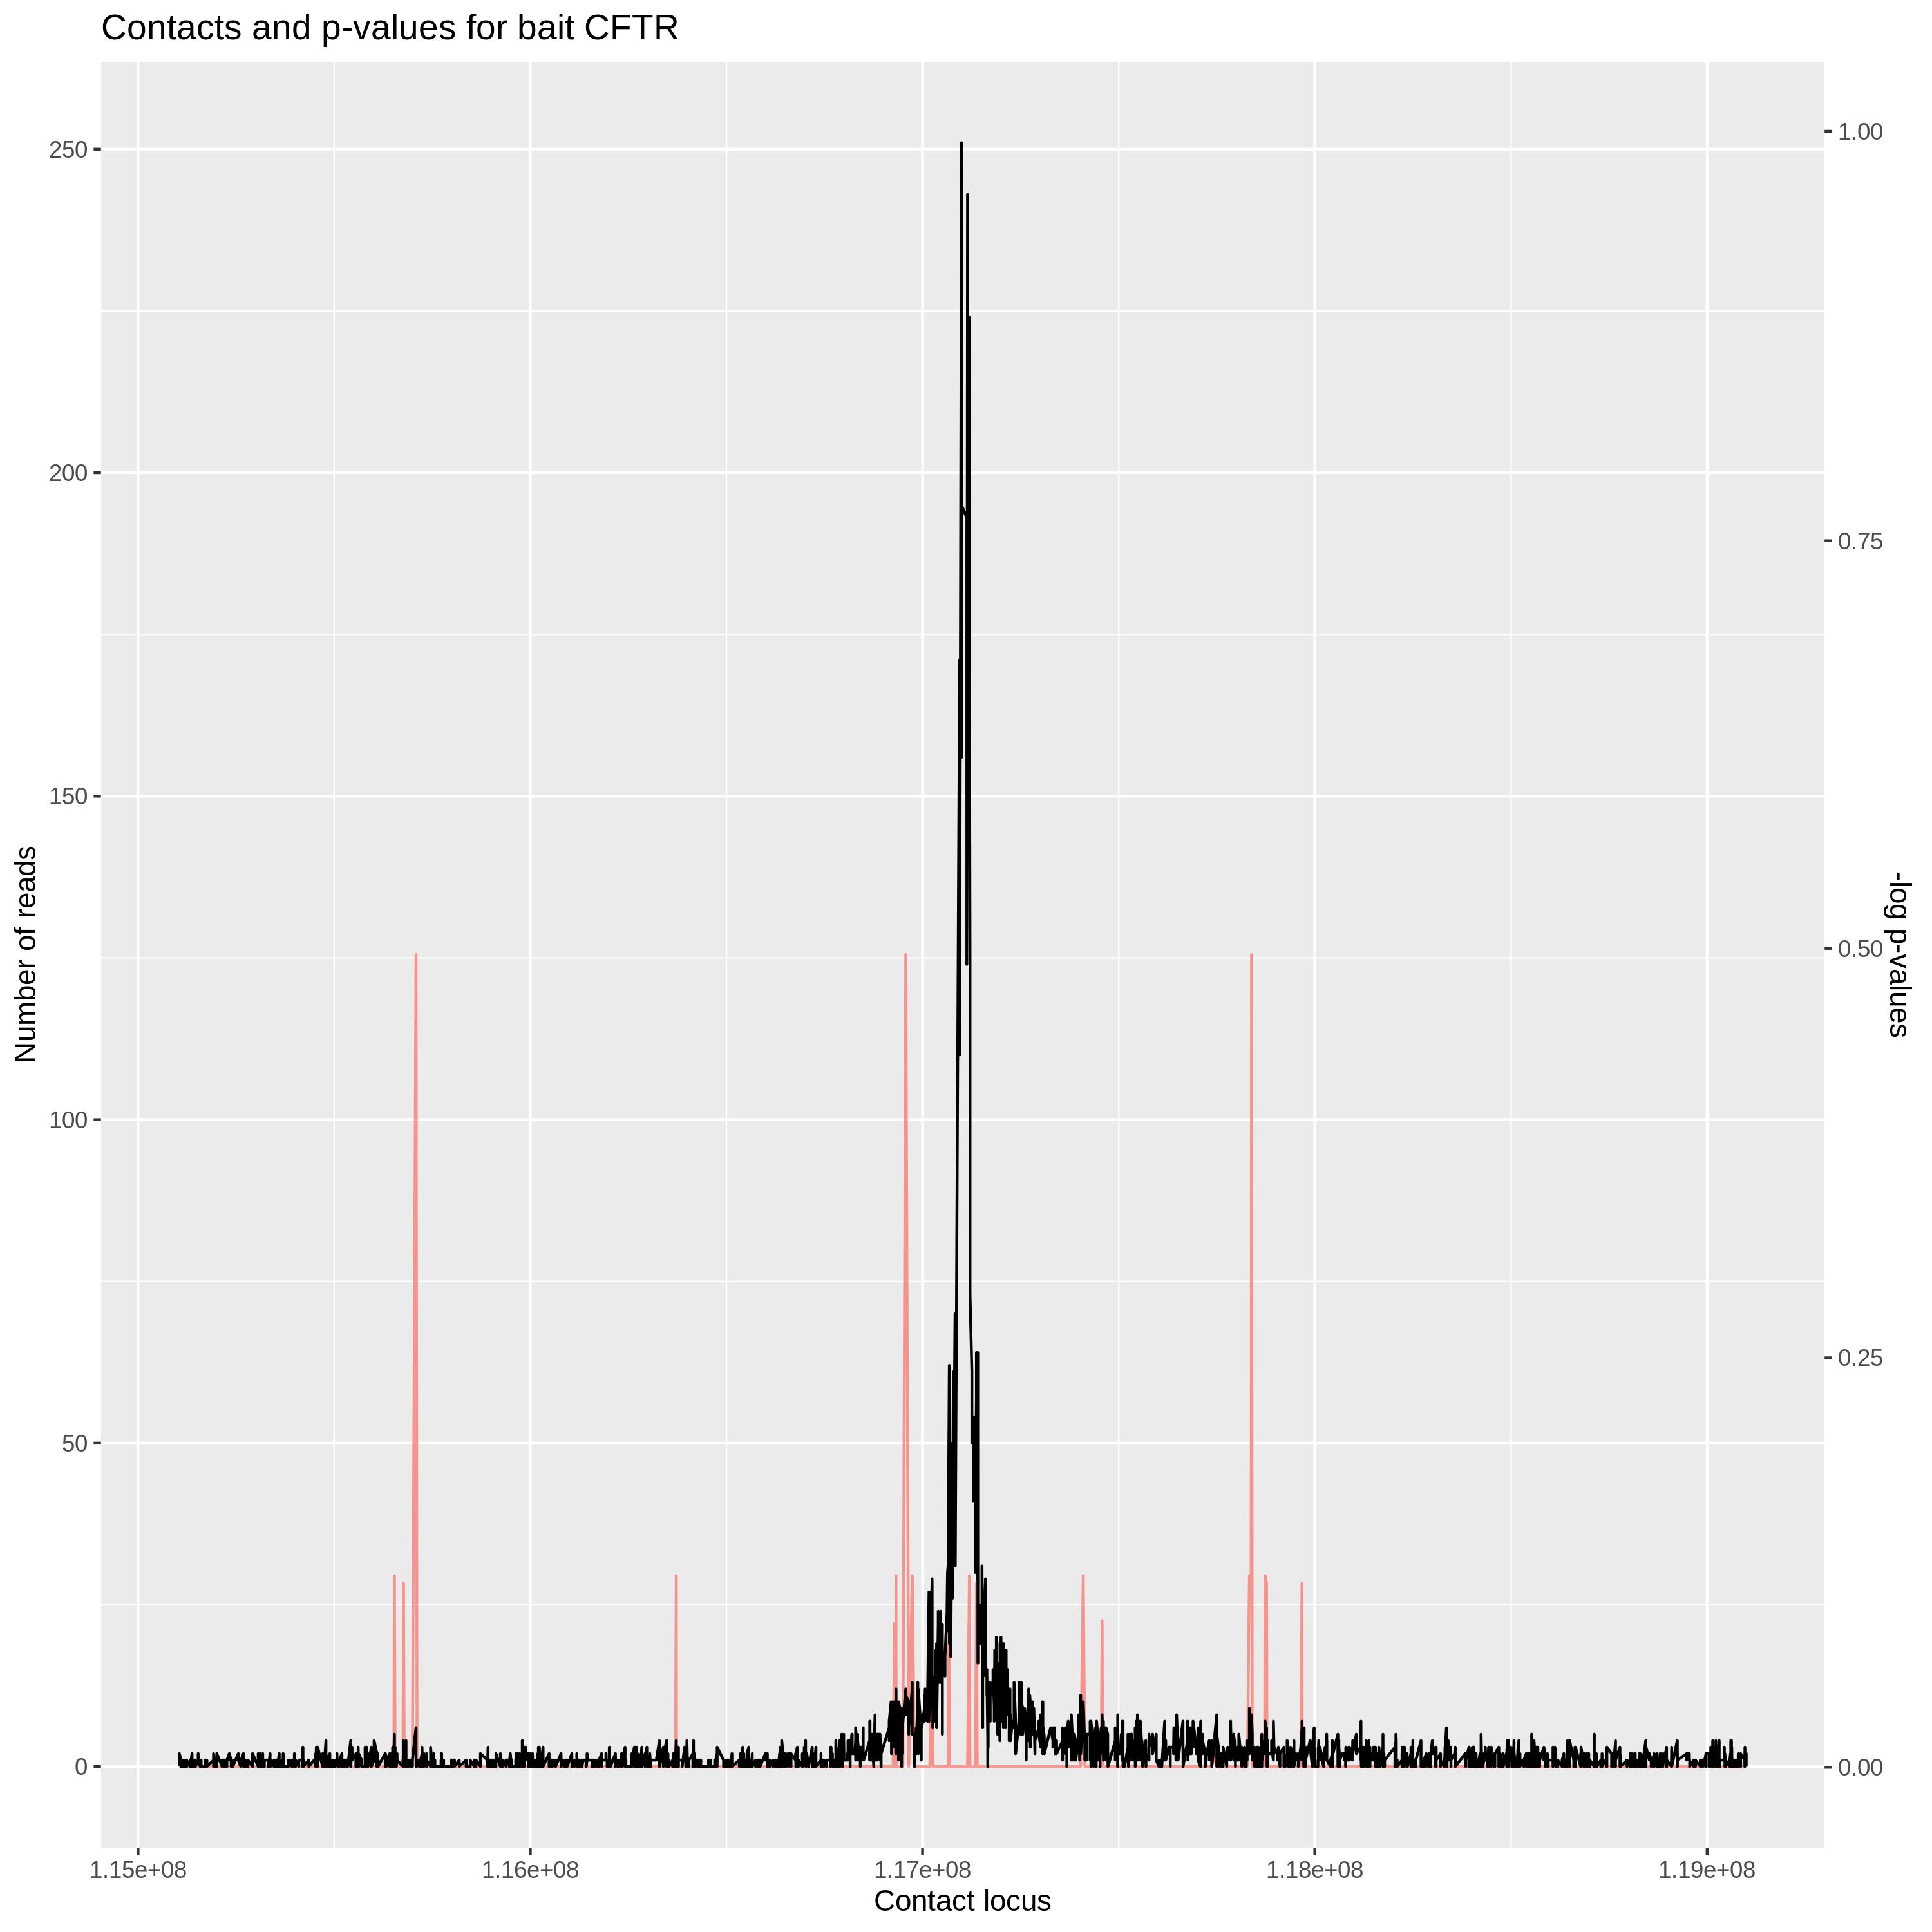 Contacts and p-values for bait CFTR
250
200
150
100
50
0
Number of reads
1.00
0.75
0.50
0.25
0.00
-log p-values
1.15e+08
1.16e+08
1.17e+08
1.18e+08
1.19e+08
Contact locus